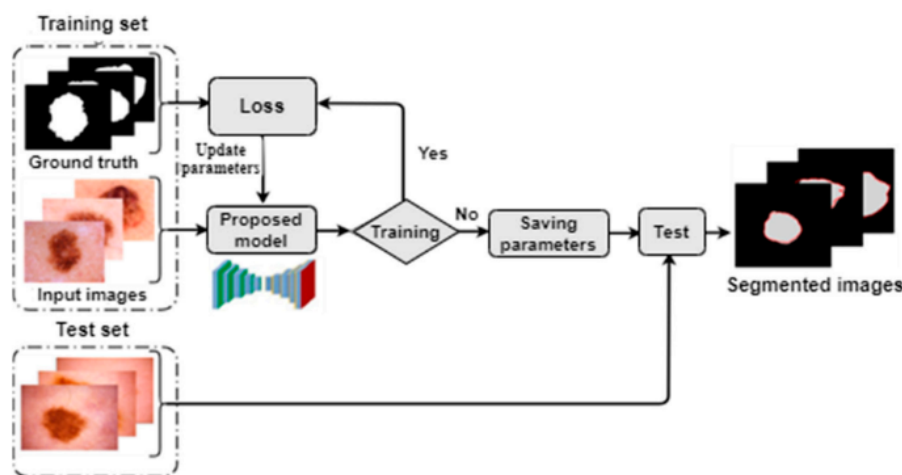 Training set
Loss
Ground truth
Update
parameters
Yes
Proposed
model
Training
No
Saving
parameters
Test
Input images
Segmented images
Test set